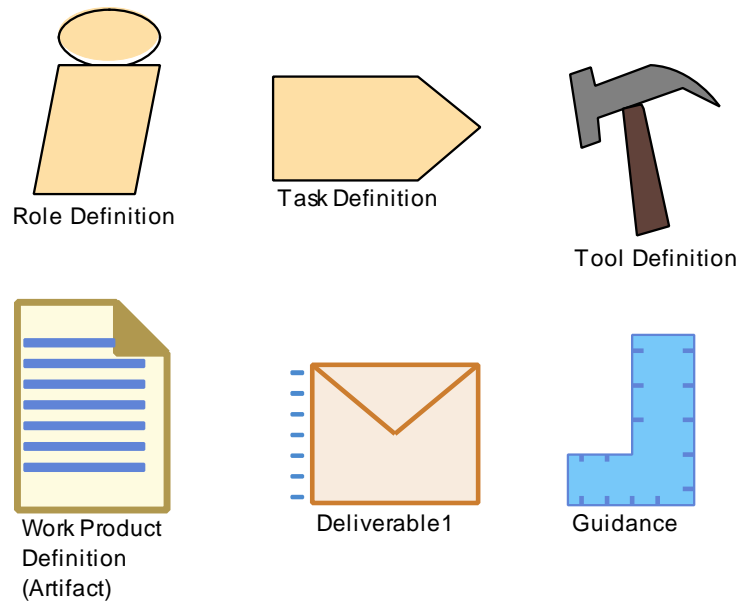 Role Definition
Task Definition
Tool Definition
Work Product
Definition
(Artifact)
Deliverable1
Guidance